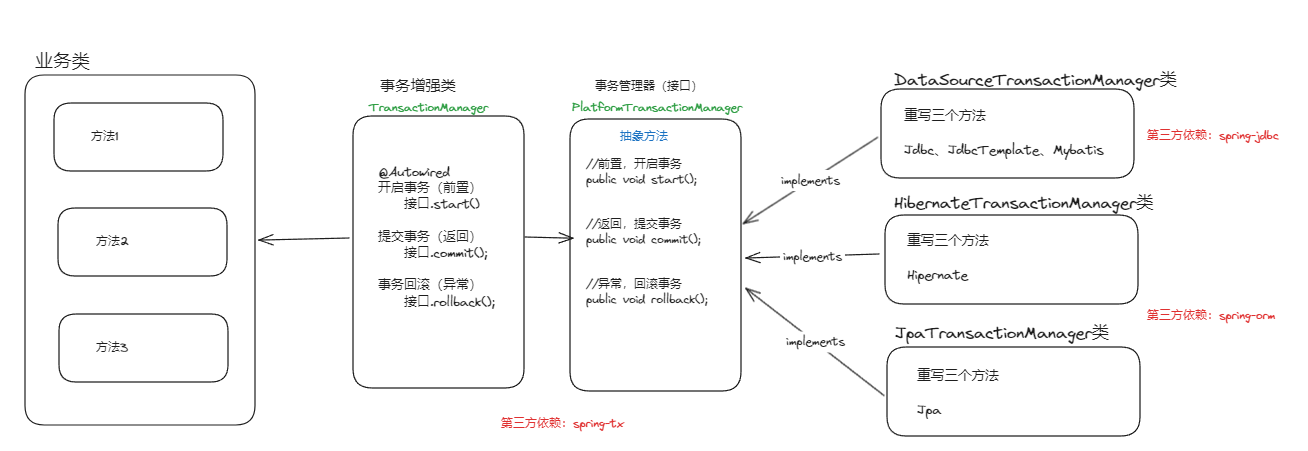 业务类
方法1
方法2
方法3
事务增强类
TransactionManager
@Autowired
开启事务（前置）
接口.start()
提交事务（返回）
接口.commit();
事务回滚（异常）
接口.rollback();
第三方依赖：spring-tx
事务管理器（接口）
PlatformTransactionManager
抽象方法
//前置，开启事务
public void start();
//返回，提交事务
public void commit();
//异常，回滚事务
public void rollback();
implements
implements
implements
DataSourceTransactionManager类
重写三个方法
Jdbc、JdbcTemplate、Mybatis
第三方依赖：spring-jdbc
HibernateTransactionManager类
重写三个方法
Hipernate
第三方依赖：spring-orm
JpaTransactionManager类
重写三个方法
Jpa